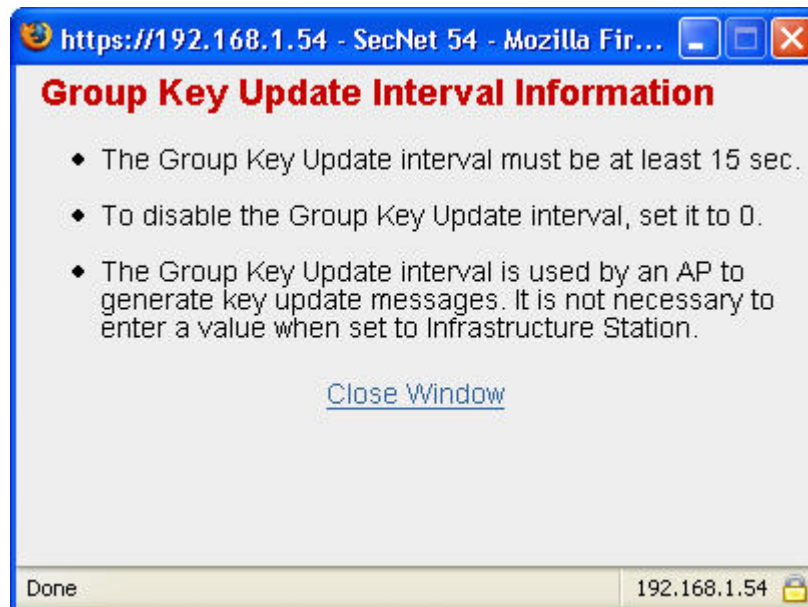 https://192.168.1.54 - SecNet 54 - Mozilla Fir...
Group Key Update Interval Information
• The Group Key Update interval must be at least 15 sec.
• To disable the Group Key Update interval, set it to 0.
• The Group Key Update interval is used by an AP to
generate key update messages. It is not necessary to
enter a value when set to Infrastructure Station.
Close Window
Done
192.168.1.54